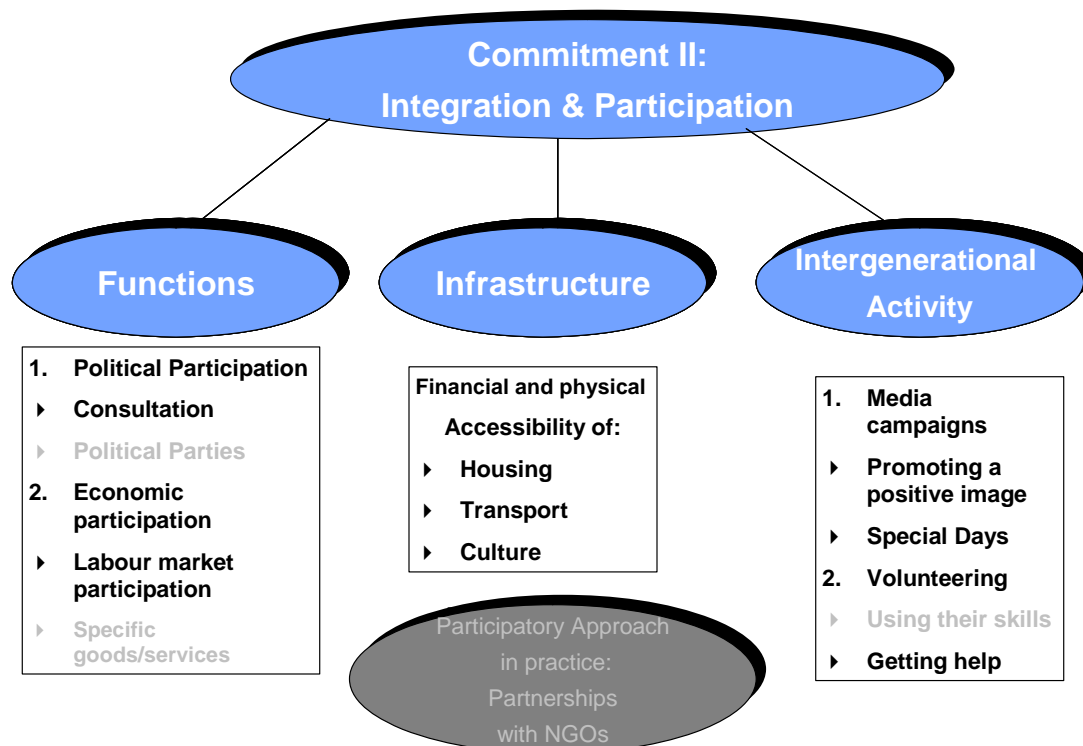 Commitment II:
Integration & Participation
Functions
Infrastructure
Intergenerational
Activity
1. Political Participation
Consultation
Political Parties
2. Economic
participation
Labour market
participation
Specific
goods/services
Financial and physical
Accessibility of:
Housing
Transport
Culture
1. Media
campaigns
Promoting a
positive image
Special Days
2. Volunteering
Using their skills
Getting help
Participatory Approach
in practice:
Partnerships
with NGOs